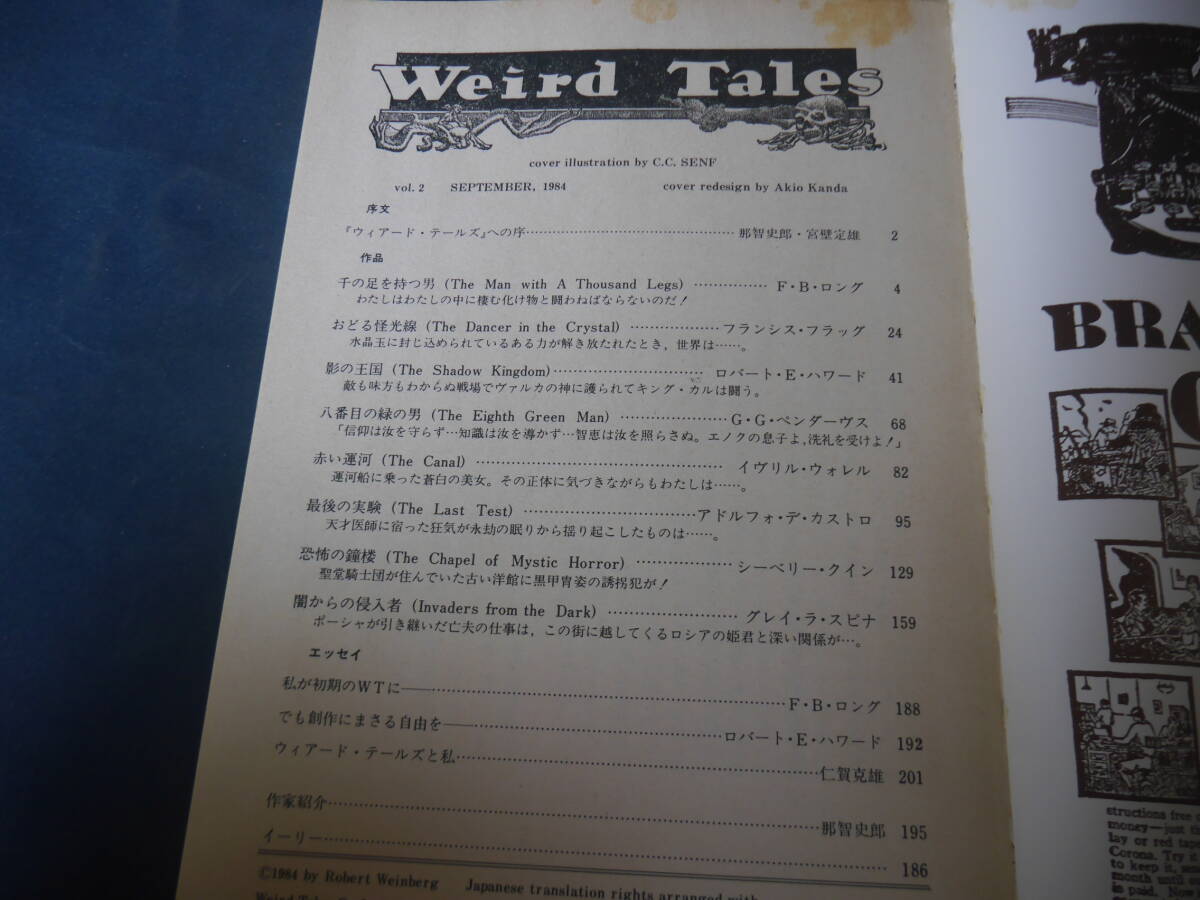 Weird Tales
cover illustration by C.C. SENF
vol. 2 SEPTEMBER, 1984 cover redesign by Akio Kanda
序文
『ウィアード・テールズ』への序……………………………………那智史郎・宮壁定雄 2
作品
千の足を持つ男 (The Man with A Thousand Legs) …………… F・B・ロング 4
わたしはわたしの中に棲む化け物と闘わねばならないのだ！
おどる怪光線 (The Dancer in the Crystal) ………………フランシス・フラッグ 24
水晶玉に封じ込められているある力が解き放たれたとき，世界は……。
影の王国 (The Shadow Kingdom)………………………… ロバート・E・ハワード 41
敵も味方もわからぬ戦場でヴァルカの神に護られてキング・カルは闘う。
八番目の緑の男 (The Eighth Green Man) ……………………G・G・ペンダーヴス 68
「信仰は汝を守らず…知識は汝を導かず…智恵は汝を照らさぬ。エノクの息子よ，洗礼を受けよ！」
赤い運河 (The Canal) ………………………………………… イヴリル・ウォレル 82
運河船に乗った蒼白の美女。その正体に気づきながらもわたしは……。
最後の実験 (The Last Test) ……………………………アドルフォ・デ・カストロ 95
天才医師に宿った狂気が永劫の眠りから揺り起こしたものは……。
恐怖の鐘楼 (The Chapel of Mystic Horror) ………………シーベリー・クイン 129
聖堂騎士団が住んでいた古い洋館に黒甲冑姿の誘拐犯が！
闇からの侵入者 (Invaders from the Dark) …………………… グレイ・ラ・スピナ 159
ポーシャが引き継いだ亡夫の仕事は，この街に越してくるロシアの姫君と深い関係が…。
エッセイ
私が初期のWTに――………………………………………………………F・B・ロング 188
でも創作にまさる自由を――……………………………………………ロバート・E・ハワード 192
ウィアード・テールズと私…………………………………………………………仁賀克雄 201
作家紹介……………………………………………………………………………那智史郎 195
イーリー…………………………………………………………………………………… 186
©1984 by Robert Weinberg Japanese translation rights arranged with
BRA
structions free
money—just
lay or red tape
Corona. Try it
to keep it, sen
month until
is paid. Now